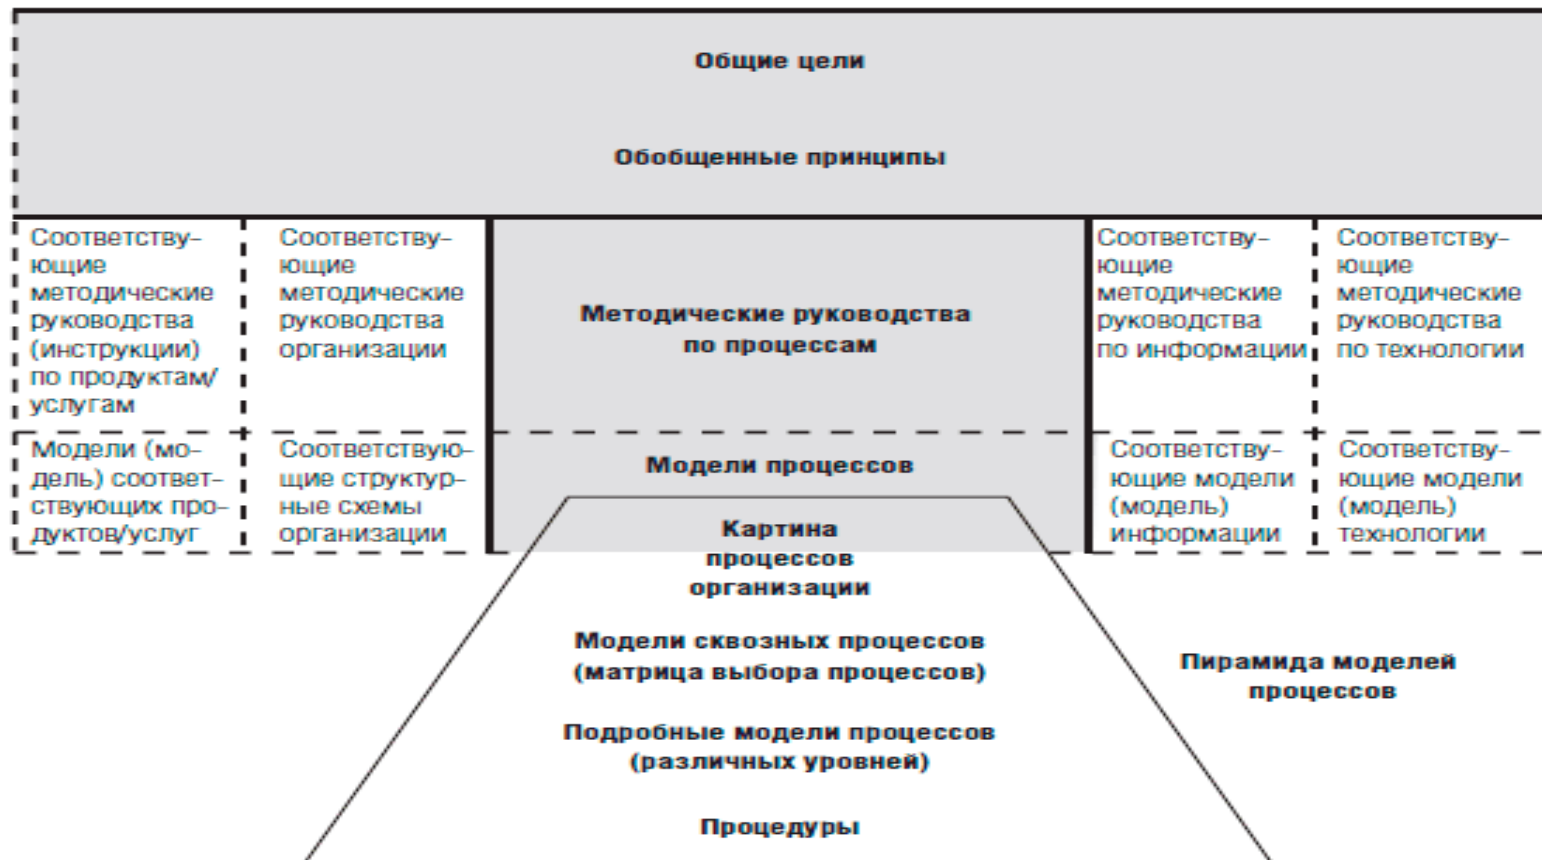 Общие цели
Обобщенные принципы
Соответству-
ющие
методические
руководства
(инструкции)
по продуктам/
услугам
Соответству-
ющие
методические
руководства
организации
Методические руководства
по процессам
Соответству-
ющие
методические
руководства
по информации
Соответству-
ющие
методические
руководства
по технологии
Модели (мо-
дель) соответ-
ствующих про-
дуктов/услуг
Соответствую-
щие структур-
ные схемы
организации
Модели процессов
Соответству-
ющие модели
(модель)
информации
Соответству-
ющие модели
(модель)
технологии
Картина
процессов
организации
Модели сквозных процессов
(матрица выбора процессов)
Пирамида моделей
процессов
Подробные модели процессов
(различных уровней)
Процедуры